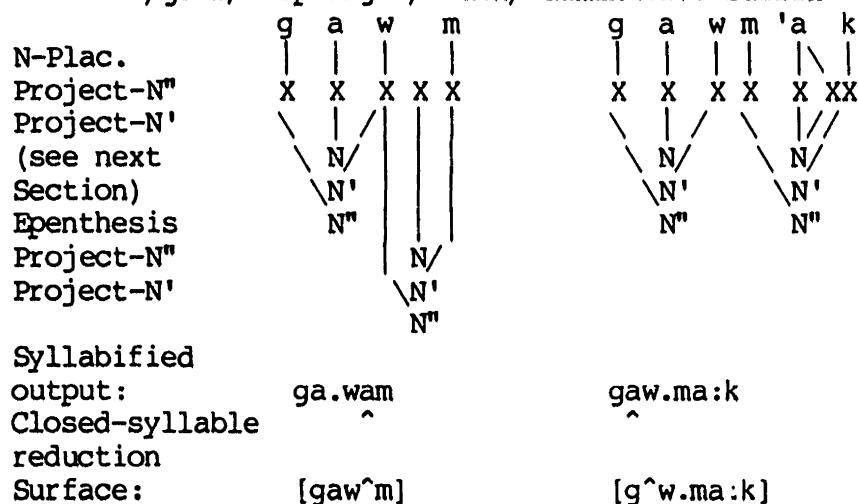 g a w m g a w m 'a k
N-Plac.
Project-N" X X X X X X X X X X XX
Project-N'
(see next N N
Section) N' N'
Epenthesis N" N"
Project-N" N
Project-N' N'
N"
Syllabified
output: ga.wam gaw.ma:k
Closed-syllable ^ ^
reduction
Surface: [gaw^m] [g^w.ma:k]